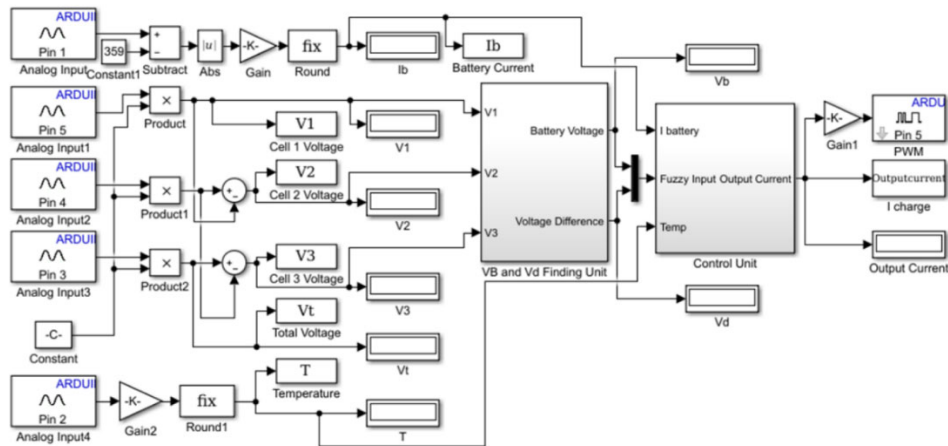 ARDUI
Pin 1
Analog Input
359
Constant1
+
−
Subtract
|u|
Abs
-K-
Gain
fix
Round
Ib
Ib
Battery Current
Vb
ARDUI
Pin 5
Analog Input1
×
Product
V1
Cell 1 Voltage
V1
ARDUI
Pin 4
Analog Input2
×
Product1
+
−
V2
Cell 2 Voltage
V2
ARDUI
Pin 3
Analog Input3
×
Product2
+
−
V3
Cell 3 Voltage
V3
-C-
Constant
Vt
Total Voltage
Vt
ARDUI
Pin 2
Analog Input4
-K-
Gain2
fix
Round1
T
Temperature
T
V1
V2
V3
Battery Voltage
Voltage Difference
VB and Vd Finding Unit
Vd
I battery
Fuzzy Input Output Current
Temp
Control Unit
-K-
Gain1
ARDU
Pin 5
PWM
Outputcurrent
I charge
Output Current